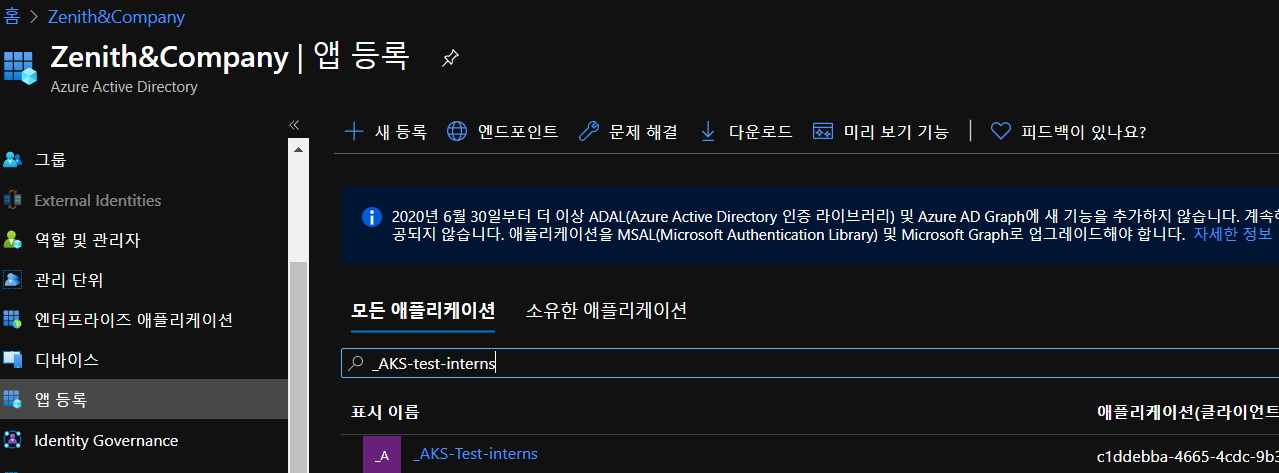 홈 > Zenith&Company
Zenith&Company | 앱 등록
Azure Active Directory
«
새 등록 엔드포인트 문제 해결 다운로드 미리 보기 기능 | 피드백이 있나요?
그룹
External Identities
역할 및 관리자
관리 단위
엔터프라이즈 애플리케이션
디바이스
앱 등록
Identity Governance
2020년 6월 30일부터 더 이상 ADAL(Azure Active Directory 인증 라이브러리) 및 Azure AD Graph에 새 기능을 추가하지 않습니다. 계속
공되지 않습니다. 애플리케이션을 MSAL(Microsoft Authentication Library) 및 Microsoft Graph로 업그레이드해야 합니다. 자세한 정보
모든 애플리케이션 소유한 애플리케이션
_AKS-test-interns
표시 이름 애플리케이션(클라이언트
_A _AKS-Test-interns c1ddebba-4665-4cdc-9b3